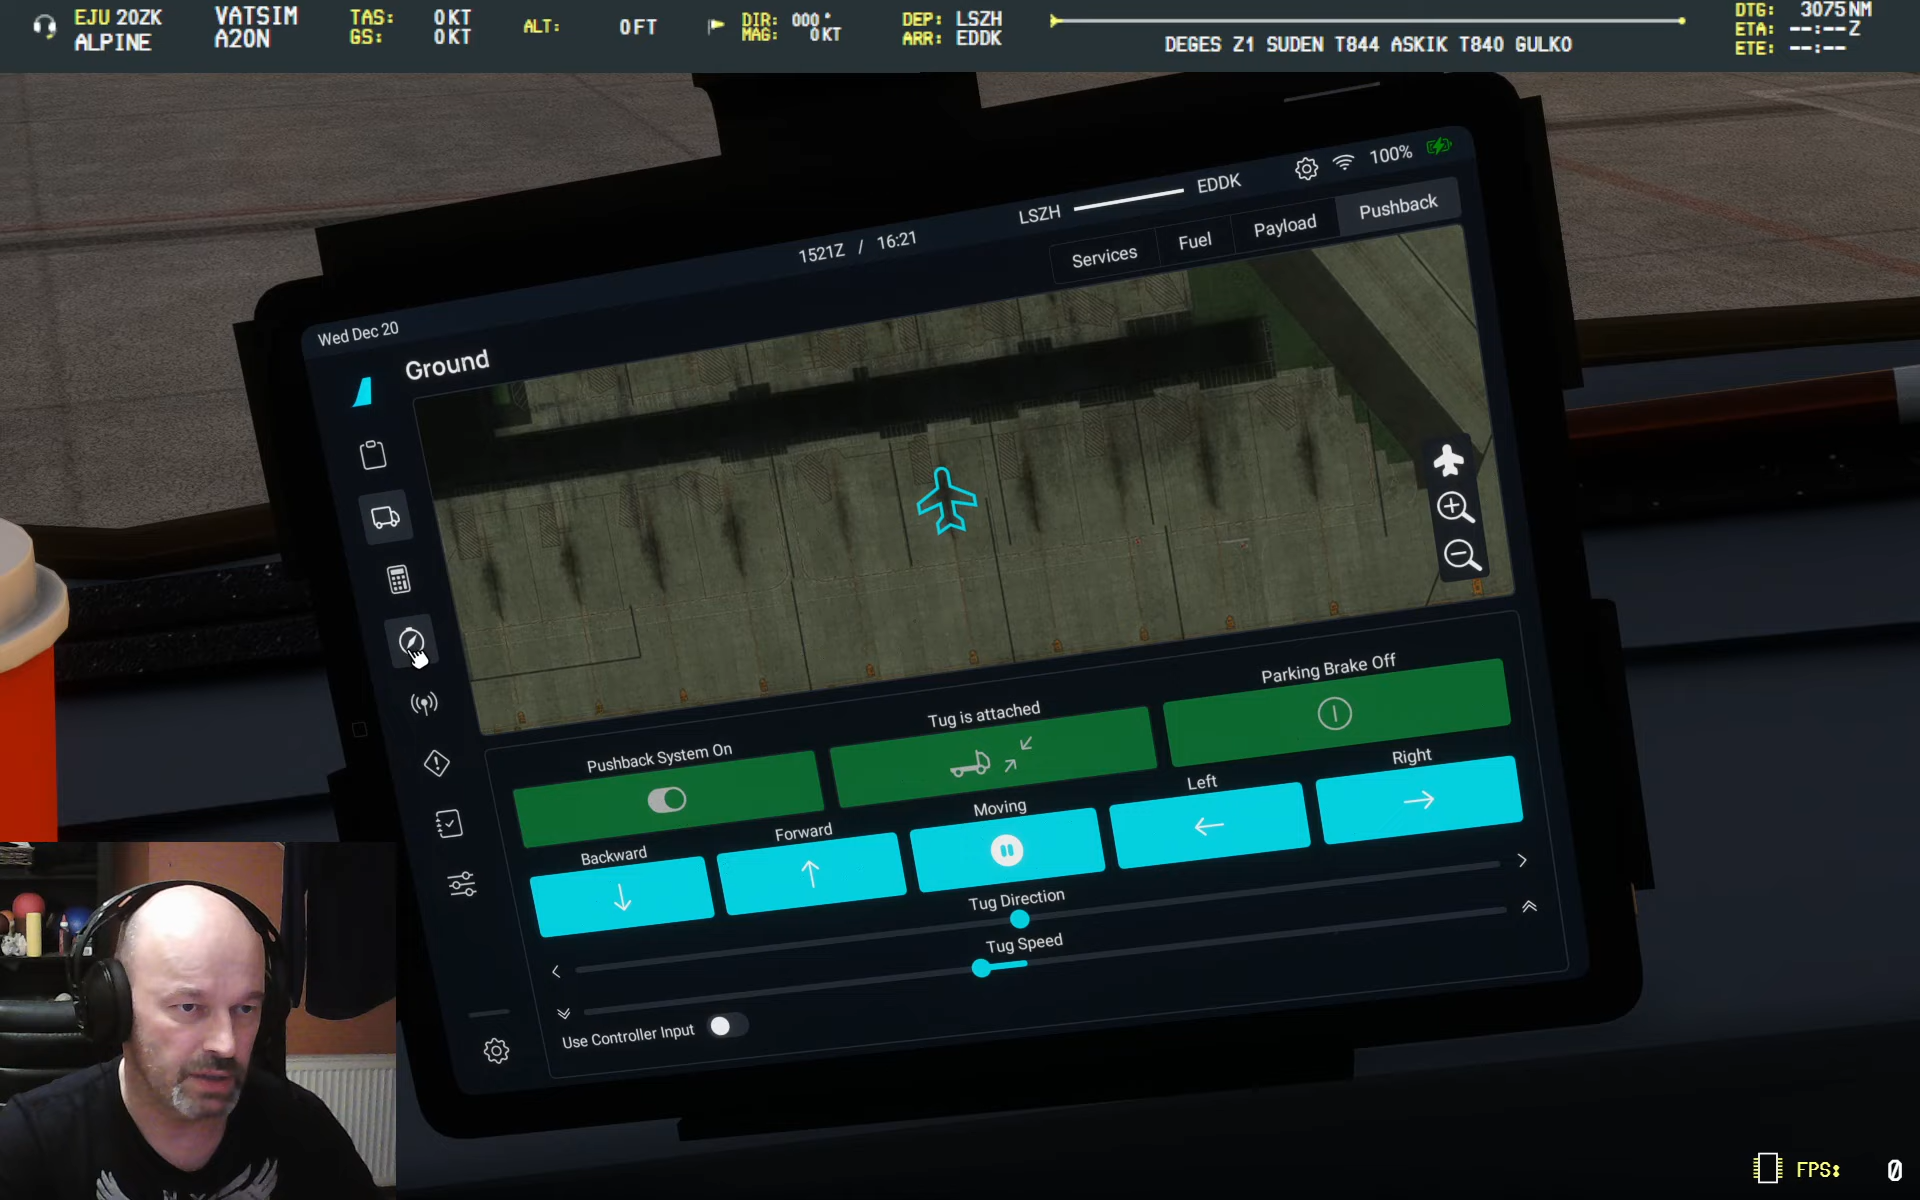 EJU 20ZK
ALPINE
VATSIM
A20N
TAS: 0KT
GS: 0KT
ALT: 0FT
DIR: 000°
MAG: 0KT
DEP: LSZH
ARR: EDDK
DEGES Z1 SUDEN T844 ASKIK T840 GULKO
DTG: 3075NM
ETA: --:--Z
ETE: --:--
Wed Dec 20
1521Z / 16:21
LSZH
EDDK
100%
Ground
Services
Fuel
Payload
Pushback
Pushback System On
Tug is attached
Parking Brake Off
Backward
Forward
Moving
Left
Right
Tug Direction
Tug Speed
Use Controller Input
FPS: 0